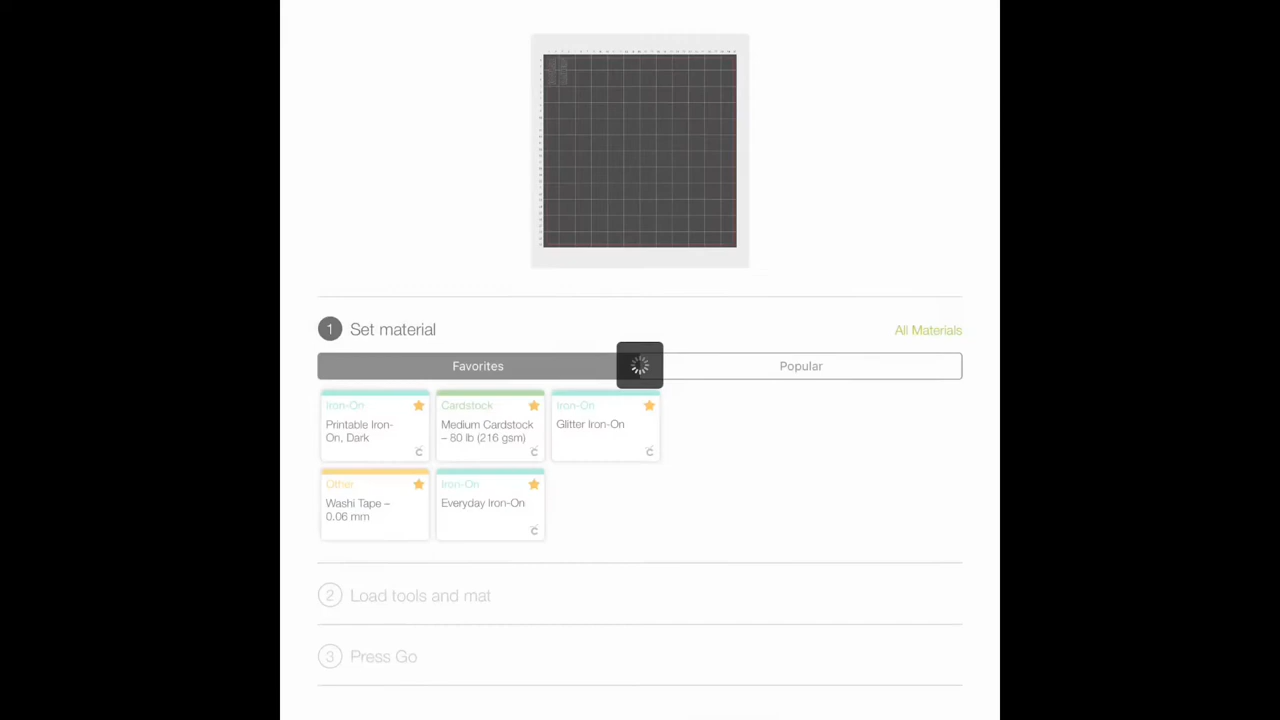 1 Set material
All Materials
Favorites
Popular
Iron-On
Printable Iron-
On, Dark
Cardstock
Medium Cardstock
– 80 lb (216 gsm)
Iron-On
Glitter Iron-On
Other
Washi Tape –
0.06 mm
Iron-On
Everyday Iron-On
2 Load tools and mat
3 Press Go